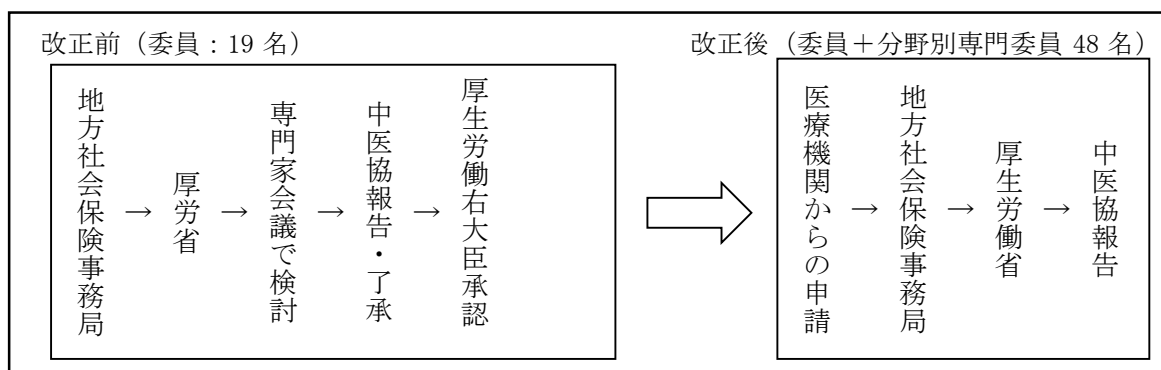 改正前（委員：19 名）
改正後（委員＋分野別専門委員 48 名）
地方社会保険事務局
→
厚労省
→
専門家会議で検討
→
中医協報告・了承
→
厚生労働右大臣承認
医療機関からの申請
→
地方社会保険事務局
→
厚生労働省
→
中医協報告